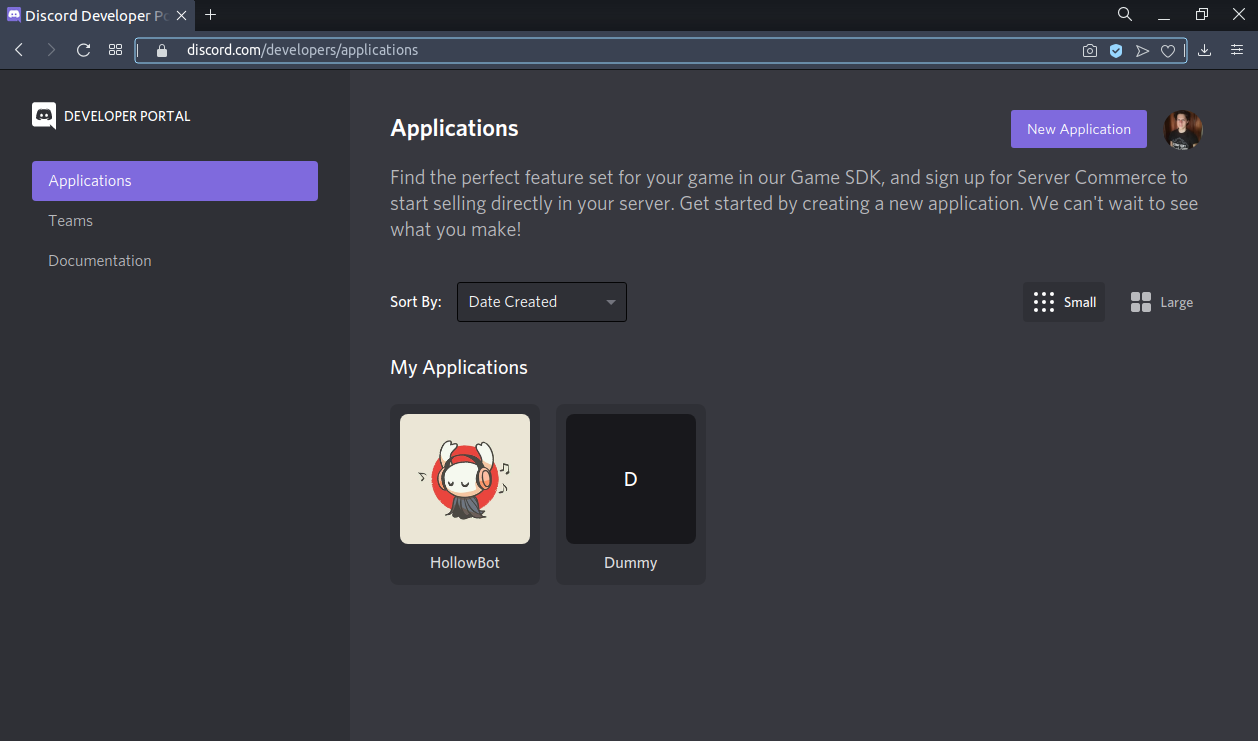 Discord Developer Po
discord.com/developers/applications
DEVELOPER PORTAL
Applications
Teams
Documentation
Applications
New Application
Find the perfect feature set for your game in our Game SDK, and sign up for Server Commerce to
start selling directly in your server. Get started by creating a new application. We can't wait to see
what you make!
Sort By:
Date Created
Small
Large
My Applications
D
HollowBot
Dummy